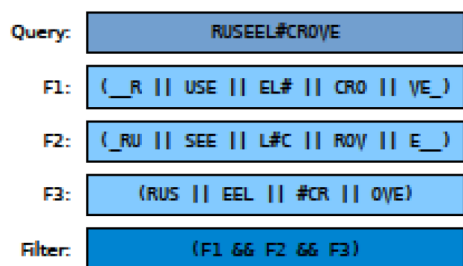 Query: RUSEEL#CROVE
F1: (__R || USE || EL# || CRO || VE_)
F2: (_RU || SEE || L#C || ROV || E__)
F3: (RUS || EEL || #CR || OVE)
Filter: (F1 && F2 && F3)